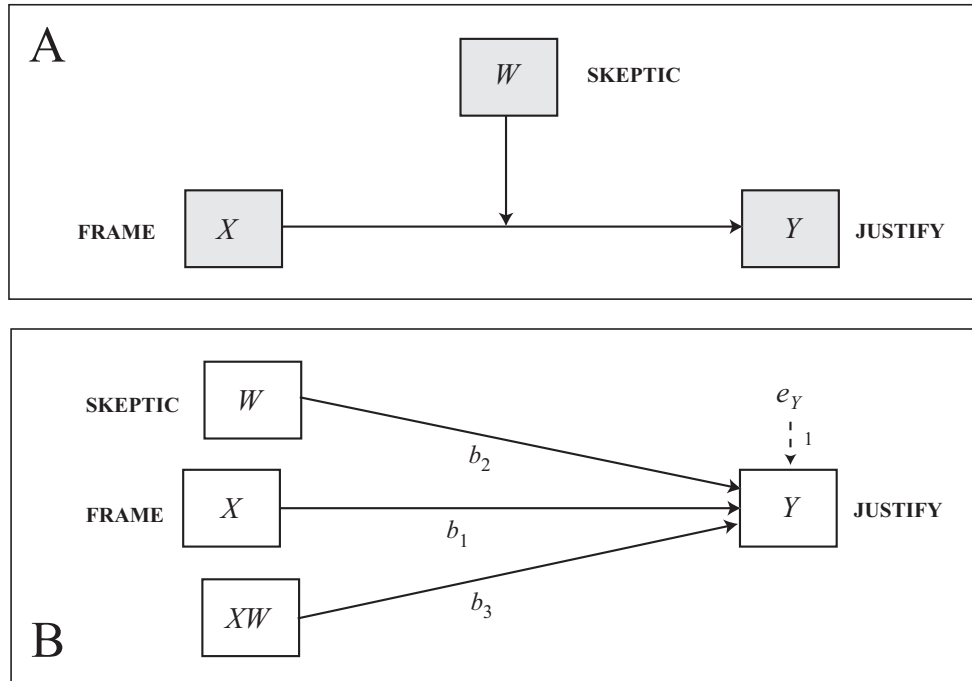 A
W SKEPTIC
FRAME X Y JUSTIFY
SKEPTIC W e_Y
1
b_2
FRAME X Y JUSTIFY
b_1
XW b_3
B